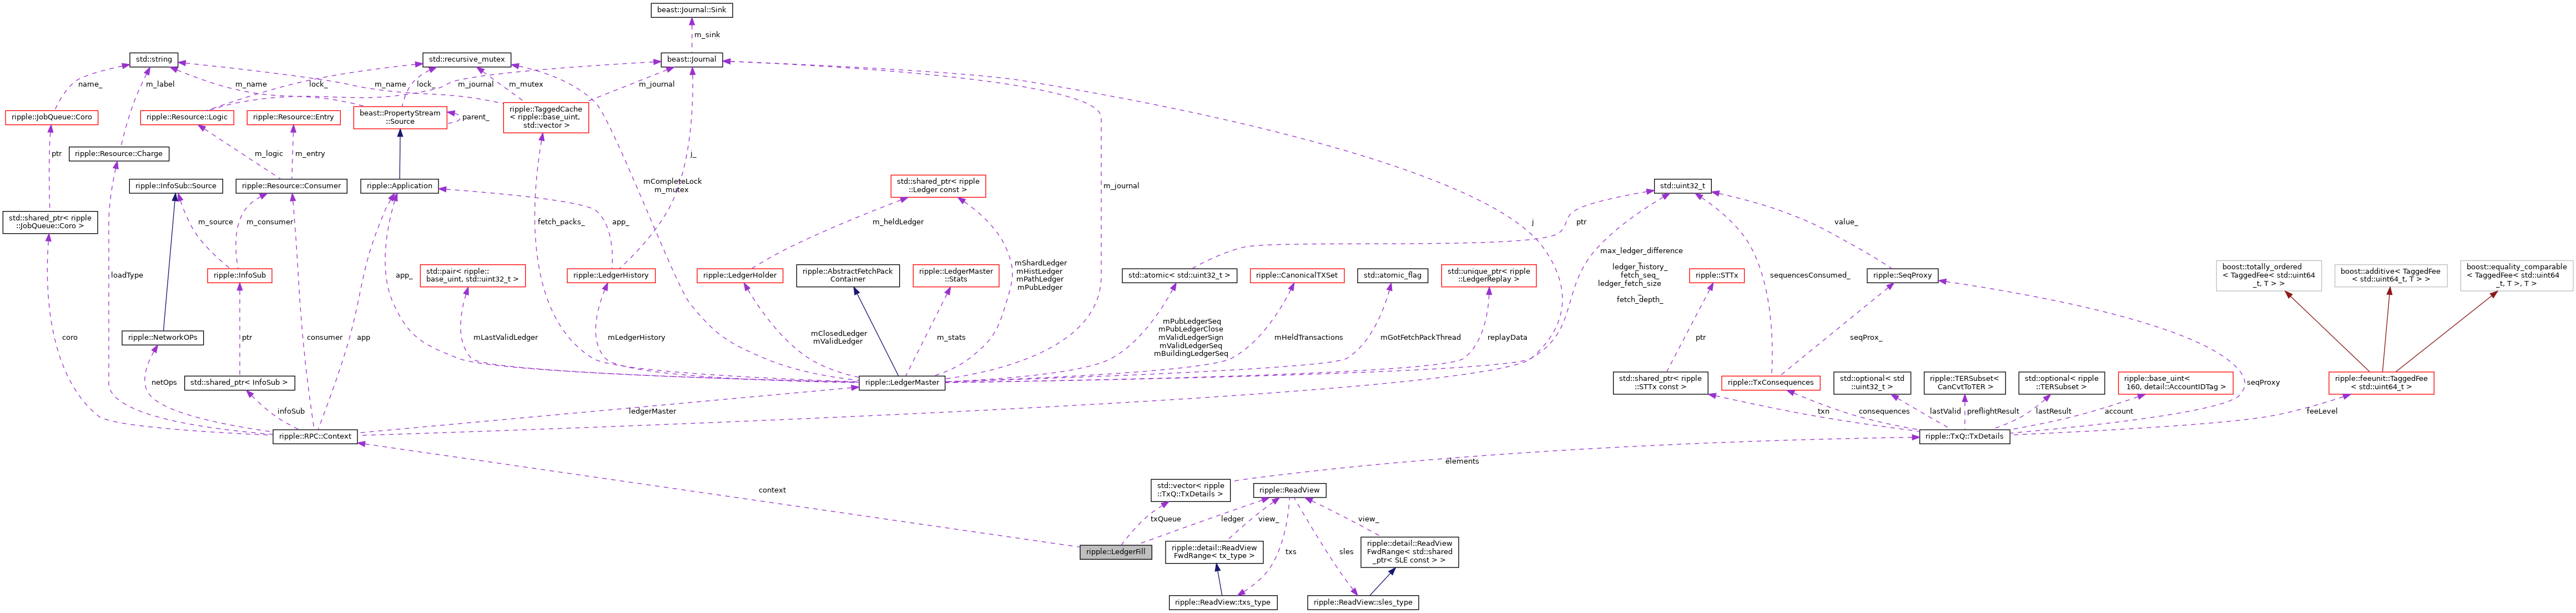 beast::Journal::Sink
m_sink
std::string
std::recursive_mutex
beast::Journal
name_
m_label
m_name
lock_
m_name
lock_
m_journal
m_mutex
m_journal
ripple::JobQueue::Coro
ripple::Resource::Logic
ripple::Resource::Entry
beast::PropertyStream
::Source
parent_
ripple::TaggedCache
< ripple::base_uint,
std::vector >
ptr
ripple::Resource::Charge
m_logic
m_entry
j_
ripple::InfoSub::Source
ripple::Resource::Consumer
ripple::Application
mCompleteLock
m_mutex
std::shared_ptr< ripple
::Ledger const >
m_journal
std::uint32_t
std::shared_ptr< ripple
::JobQueue::Coro >
m_source
m_consumer
app_
fetch_packs_
m_heldLedger
j
ptr
value_
max_ledger_difference
_
ledger_history_
fetch_seq_
ledger_fetch_size
_
fetch_depth_
loadType
ripple::InfoSub
app_
std::pair< ripple::
base_uint, std::uint32_t >
ripple::LedgerHistory
ripple::LedgerHolder
ripple::AbstractFetchPack
Container
ripple::LedgerMaster
::Stats
mShardLedger
mHistLedger
mPathLedger
mPubLedger
std::atomic< std::uint32_t >
ripple::CanonicalTXSet
std::atomic_flag
std::unique_ptr< ripple
::LedgerReplay >
ripple::STTx
sequencesConsumed_
ripple::SeqProxy
boost::totally_ordered
< TaggedFee< std::uint64
_t, T > >
boost::additive< TaggedFee
< std::uint64_t, T > >
boost::equality_comparable
< TaggedFee< std::uint64
_t, T >, T >
coro
ripple::NetworkOPs
ptr
consumer
app
mLastValidLedger
mLedgerHistory
mClosedLedger
mValidLedger
m_stats
mPubLedgerSeq
mPubLedgerClose
mValidLedgerSign
mValidLedgerSeq
mBuildingLedgerSeq
mHeldTransactions
mGotFetchPackThread
replayData
ptr
seqProx_
netOps
std::shared_ptr< InfoSub >
ripple::LedgerMaster
std::shared_ptr< ripple
::STTx const >
ripple::TxConsequences
std::optional< std
::uint32_t >
ripple::TERSubset<
CanCvtToTER >
std::optional< ripple
::TERSubset >
ripple::base_uint<
160, detail::AccountIDTag >
seqProxy
ripple::feeunit::TaggedFee
< std::uint64_t >
infoSub
ledgerMaster
txn
consequences
lastValid
preflightResult
lastResult
account
feeLevel
ripple::RPC::Context
ripple::TxQ::TxDetails
elements
context
std::vector< ripple
::TxQ::TxDetails >
ripple::ReadView
txQueue
ledger
view_
view_
ripple::LedgerFill
ripple::detail::ReadView
FwdRange< tx_type >
txs
sles
ripple::detail::ReadView
FwdRange< std::shared
_ptr< SLE const > >
ripple::ReadView::txs_type
ripple::ReadView::sles_type